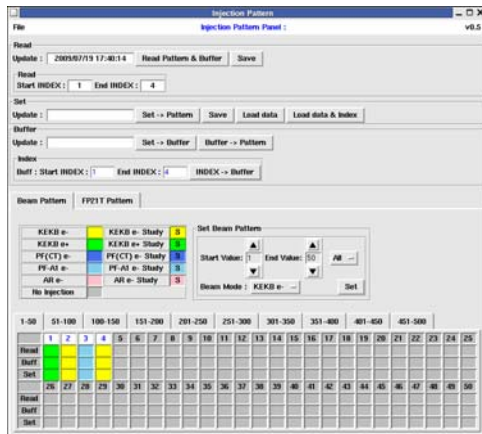 Injection Pattern
File Injection Pattern Panel : v0.5
Read
Update : 2009/07/19 17:40:14 Read Pattern & Buffer Save
Read
Start INDEX : 1 End INDEX : 4
Set
Update : Set -> Pattern Save Load data Load data & Index
Buffer
Update : Set -> Buffer Buffer -> Pattern
Index
Buff : Start INDEX : 1 End INDEX : 4 INDEX -> Buffer
Beam Pattern FP21T Pattern
KEKB e- KEKB e- Study S
KEKB e+ KEKB e+ Study S
PF(CT) e- PF(CT) e- Study S
PF-A1 e- PF-A1 e- Study S
AR e- AR e- Study S
No Injection
Set Beam Pattern
Start Value: 1 End Value: 50 All
Beam Mode : KEKB e- Set
1-50 51-100 100-150 151-200 201-250 251-300 301-350 351-400 401-450 451-500
1 2 3 4 5 6 7 8 9 10 11 12 13 14 15 16 17 18 19 20 21 22 23 24 25
Read
Buff
Set
26 27 28 29 30 31 32 33 34 35 36 37 38 39 40 41 42 43 44 45 46 47 48 49 50
Read
Buff
Set